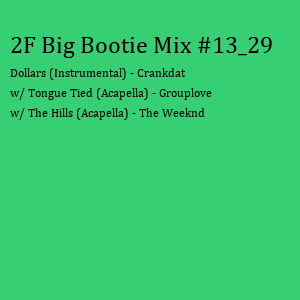 2F Big Bootie Mix #13_29
Dollars (Instrumental) - Crankdat
w/ Tongue Tied (Acapella) - Grouplove
w/ The Hills (Acapella) - The Weeknd